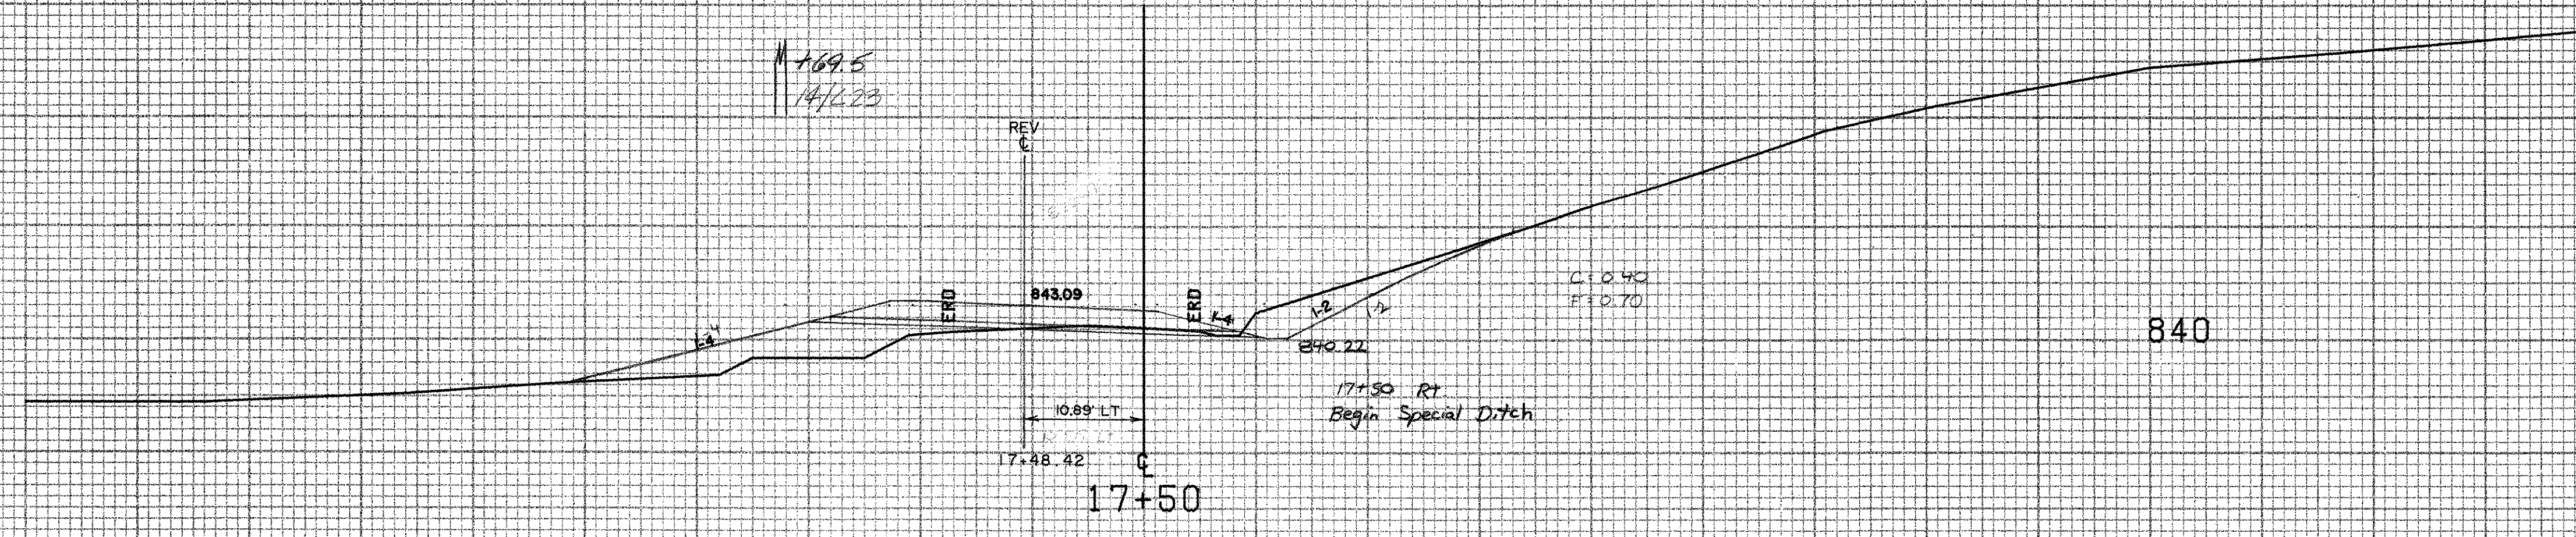 +69.5
14/L23
REV
℄
ERD
843.09
ERD
1-4
1-4
1-2
1-2
C= 0.40
F= 0.70
840
840.22
17+50 Rt
Begin Special Ditch
10.89' LT
17+48.42
℄
17+50